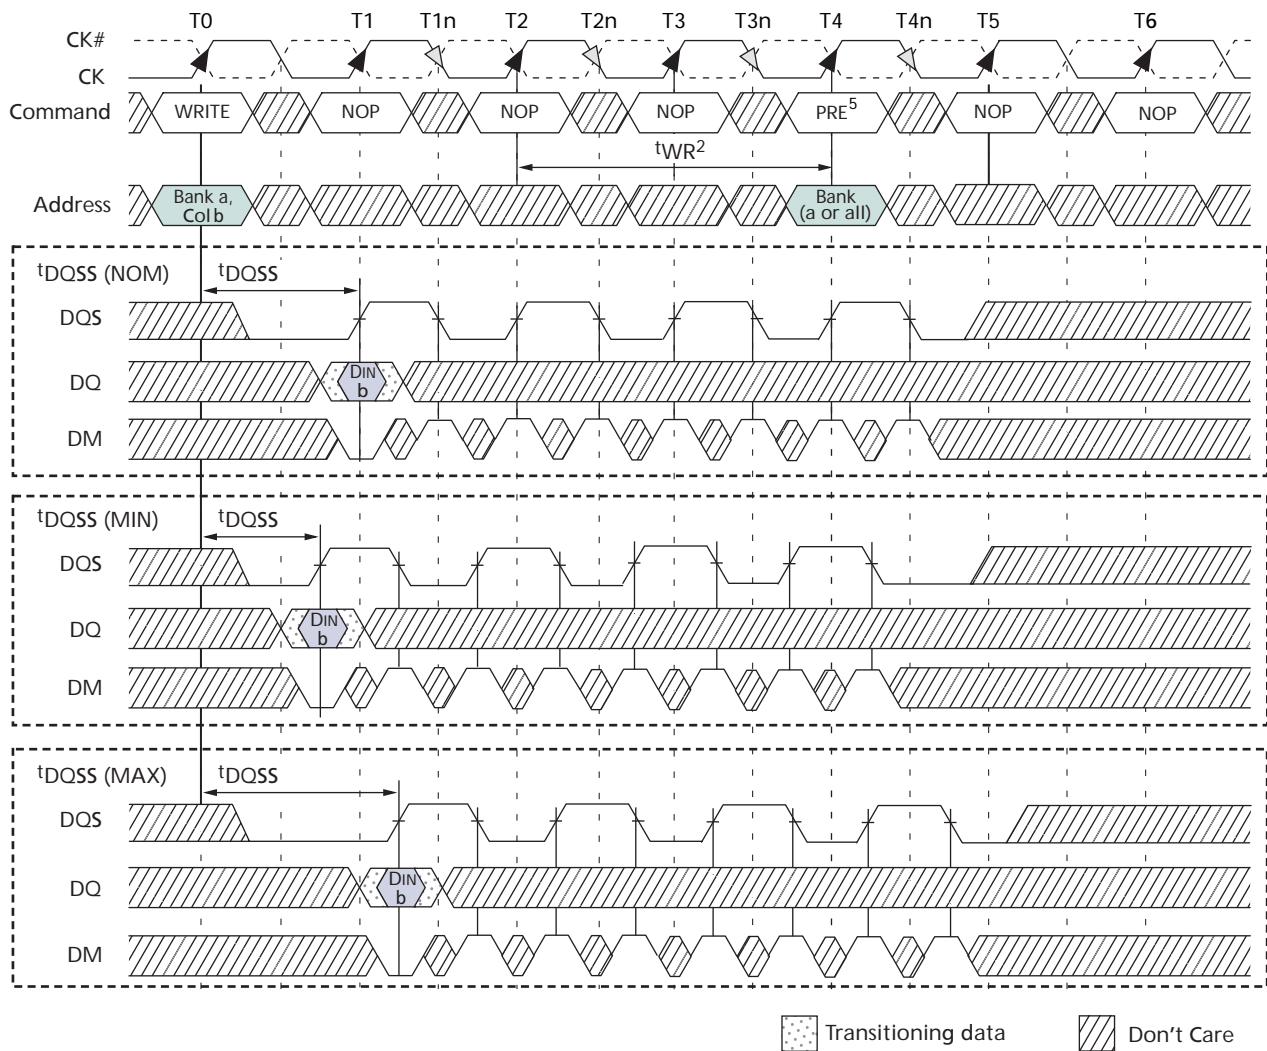 T0 T1 T1n T2 T2n T3 T3n T4 T4n T5 T6
CK#
CK
Command WRITE NOP NOP NOP PRE5 NOP NOP
tWR2
Address Bank a, Col b Bank (a or all)
tDQSS (NOM) tDQSS
DQS
DQ DIN b
DM
tDQSS (MIN) tDQSS
DQS
DQ DIN b
DM
tDQSS (MAX) tDQSS
DQS
DQ DIN b
DM
Transitioning data Don't Care